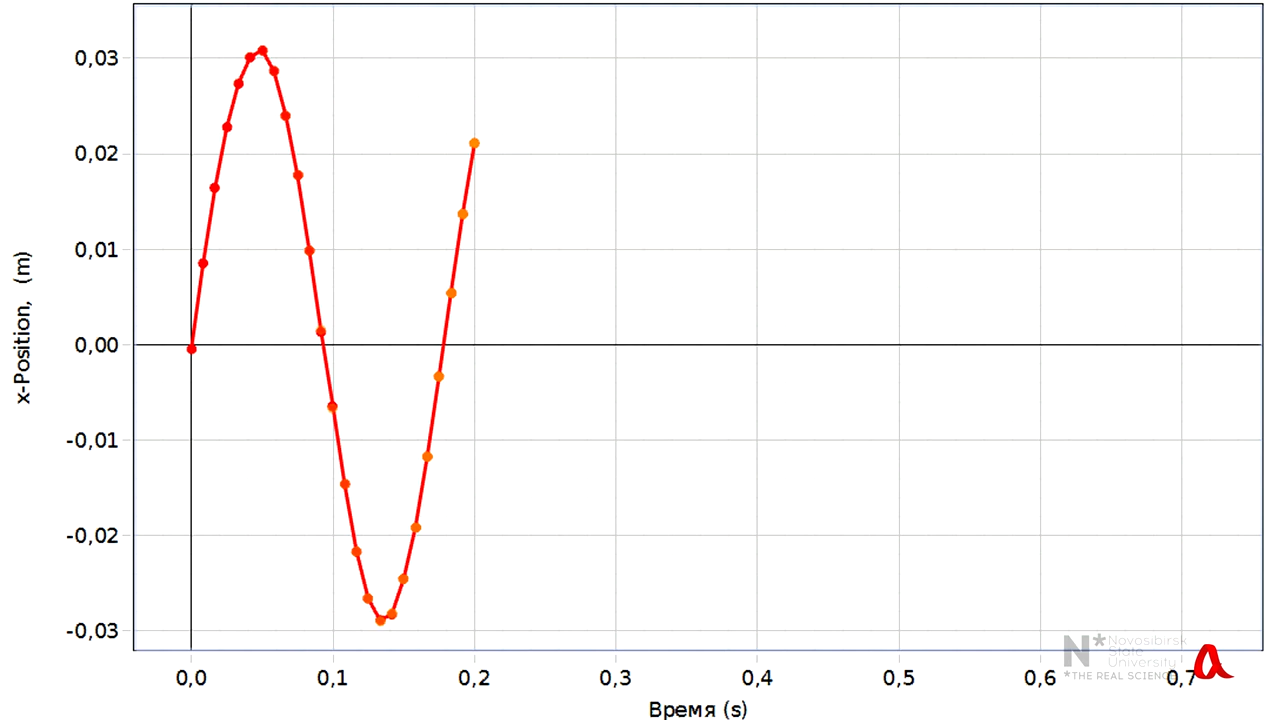 0,03
0,02
0,01
0,00
-0,01
-0,02
-0,03
x-Position, (m)
0,0 0,1 0,2 0,3 0,4 0,5 0,6 0,7
Время (s)
N*
Novosibirsk
State
University
*THE REAL SCIENCE